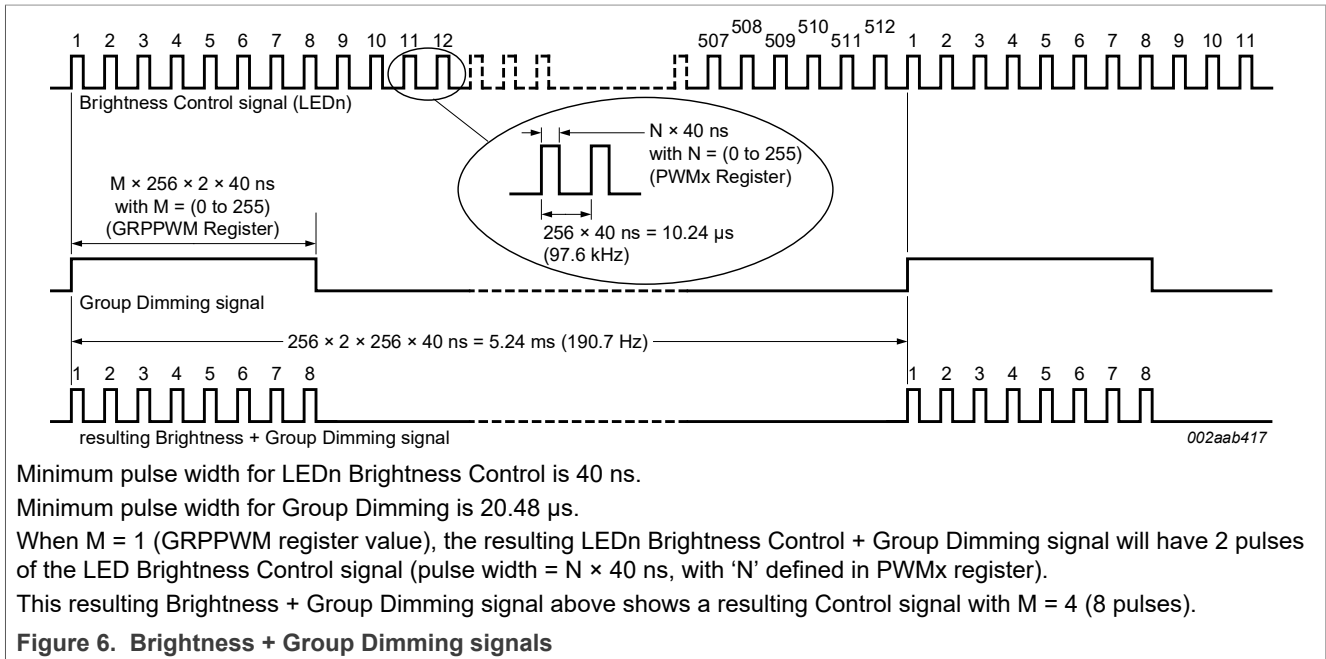 1 2 3 4 5 6 7 8 9 10 11 12 507 508 509 510 511 512 1 2 3 4 5 6 7 8 9 10 11
Brightness Control signal (LEDn)
N × 40 ns
with N = (0 to 255)
(PWMx Register)
M × 256 × 2 × 40 ns
with M = (0 to 255)
(GRPPWM Register)
256 × 40 ns = 10.24 μs
(97.6 kHz)
Group Dimming signal
256 × 2 × 256 × 40 ns = 5.24 ms (190.7 Hz)
1 2 3 4 5 6 7 8 1 2 3 4 5 6 7 8
resulting Brightness + Group Dimming signal
002aab417
Minimum pulse width for LEDn Brightness Control is 40 ns.
Minimum pulse width for Group Dimming is 20.48 μs.
When M = 1 (GRPPWM register value), the resulting LEDn Brightness Control + Group Dimming signal will have 2 pulses
of the LED Brightness Control signal (pulse width = N × 40 ns, with ‘N’ defined in PWMx register).
This resulting Brightness + Group Dimming signal above shows a resulting Control signal with M = 4 (8 pulses).
Figure 6. Brightness + Group Dimming signals